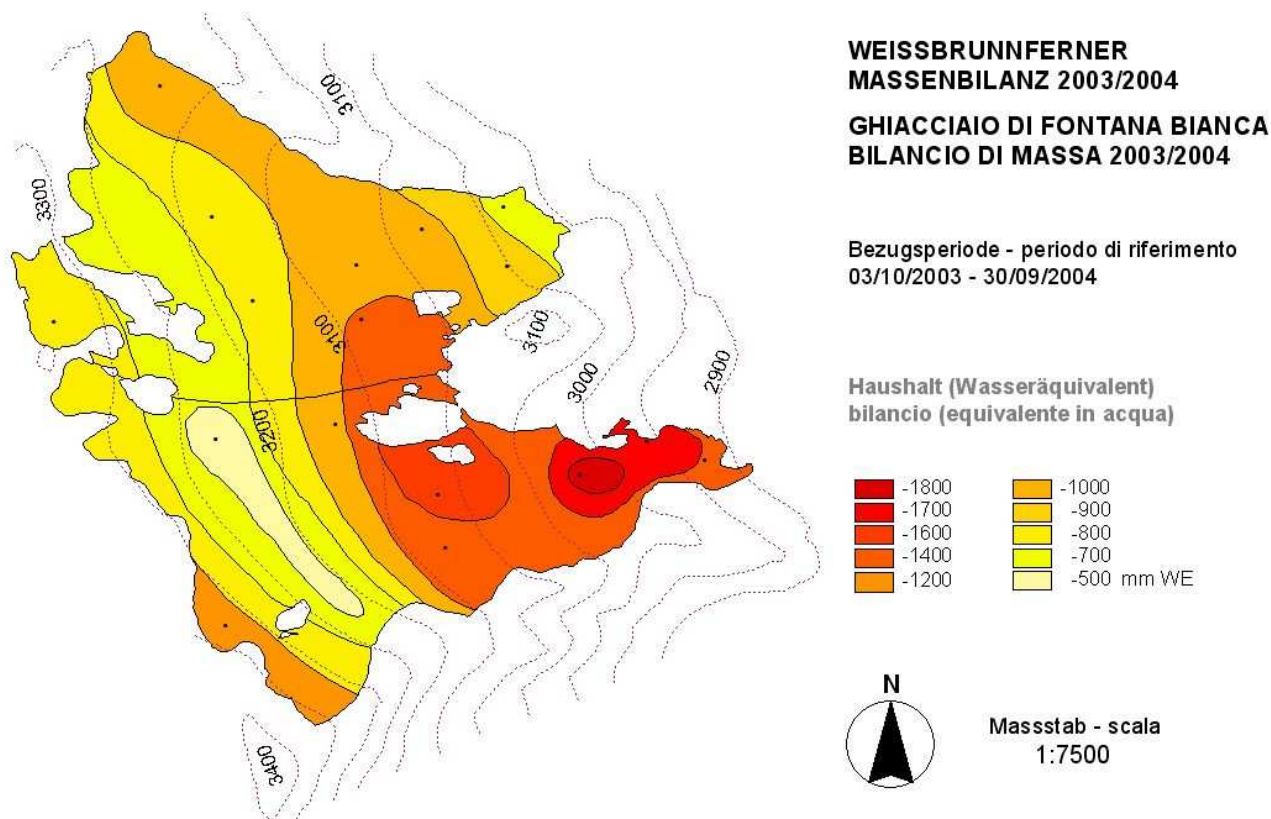 WEISSBRUNNFERNER
MASSENBILANZ 2003/2004
GHIACCIAIO DI FONTANA BIANCA
BILANCIO DI MASSA 2003/2004
Bezugsperiode - periodo di riferimento
03/10/2003 - 30/09/2004
Haushalt (Wasseräquivalent)
bilancio (equivalente in acqua)
-1800
-1700
-1600
-1400
-1200
-1000
-900
-800
-700
-500 mm WE
N
Massstab - scala
1:7500
3100
3300
3100
3100
3000
2900
3200
3400